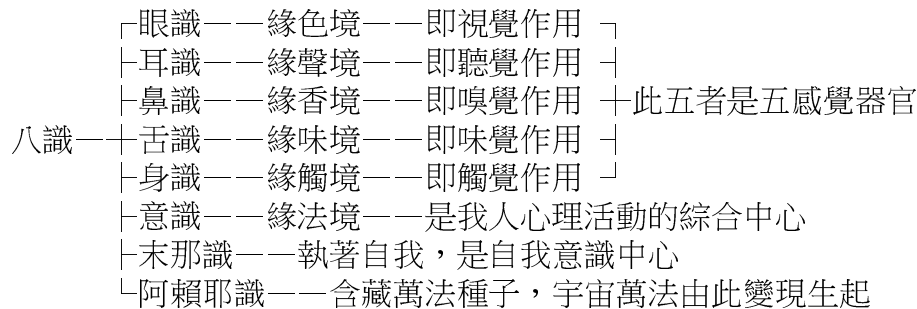 眼識——緣色境——即視覺作用
耳識——緣聲境——即聽覺作用
鼻識——緣香境——即嗅覺作用 此五者是五感覺器官
八識—舌識——緣味境——即味覺作用
身識——緣觸境——即觸覺作用
意識——緣法境——是我人心理活動的綜合中心
末那識——執著自我，是自我意識中心
阿賴耶識——含藏萬法種子，宇宙萬法由此變現生起